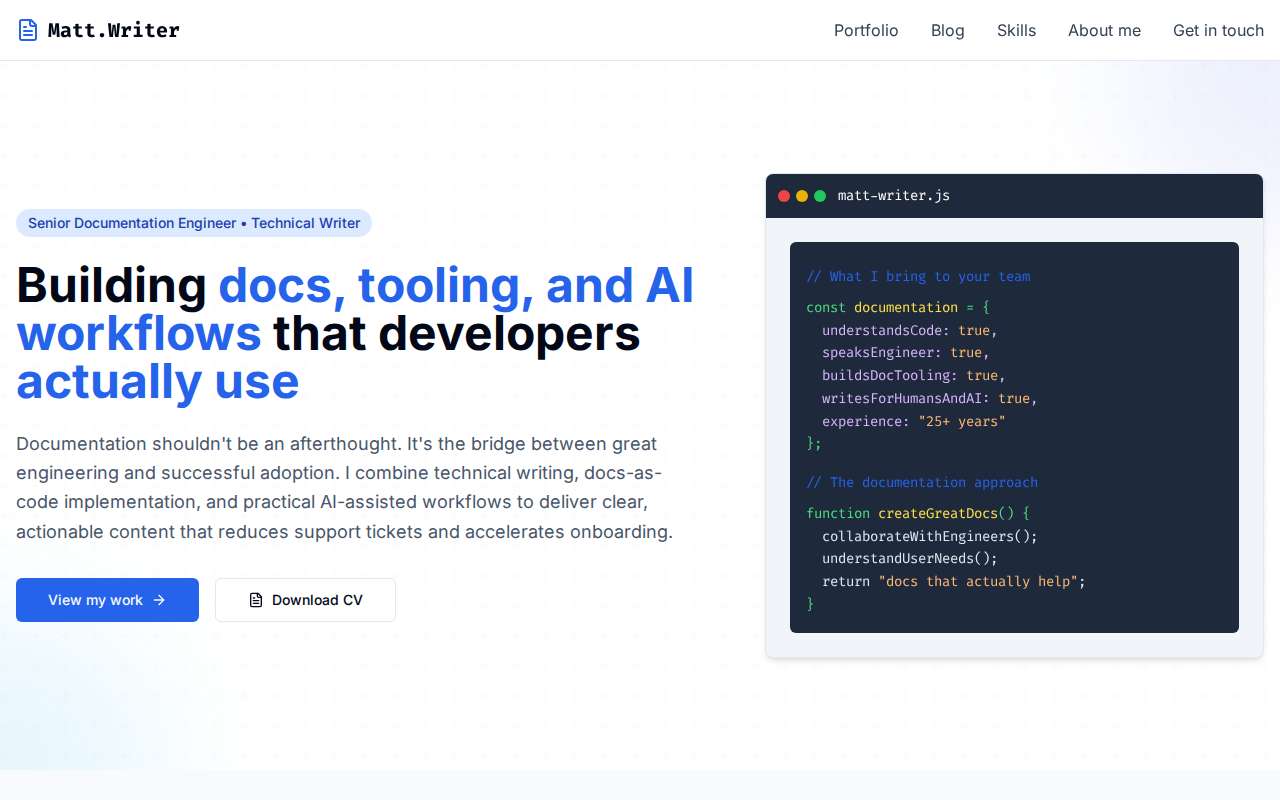 Matt.Writer
Portfolio
Blog
Skills
About me
Get in touch
Senior Documentation Engineer • Technical Writer
Building docs, tooling, and AI
workflows that developers
actually use
Documentation shouldn't be an afterthought. It's the bridge between great
engineering and successful adoption. I combine technical writing, docs-as-
code implementation, and practical AI-assisted workflows to deliver clear,
actionable content that reduces support tickets and accelerates onboarding.
View my work →
Download CV
matt-writer.js
// What I bring to your team
const documentation = {
  understandsCode: true,
  speaksEngineer: true,
  buildsDocTooling: true,
  writesForHumansAndAI: true,
  experience: "25+ years"
};
// The documentation approach
function createGreatDocs() {
  collaborateWithEngineers();
  understandUserNeeds();
  return "docs that actually help";
}